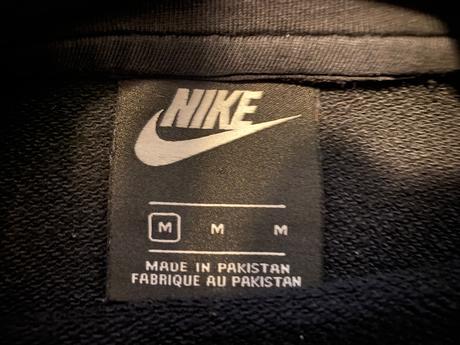 NIKE
M M M
MADE IN PAKISTAN
FABRIQUE AU PAKISTAN